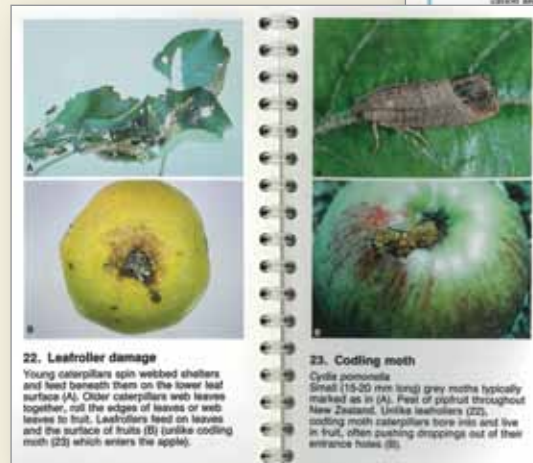 A
B
22. Leafroller damage
Young caterpillars spin webbed shelters
and feed beneath them on the lower leaf
surface (A). Older caterpillars web leaves
together, roll the edges of leaves or web
leaves to fruit. Leafrollers feed on leaves
and the surface of fruits (B) (unlike codling
moth (23) which enters the apple).
23. Codling moth
Cydia pomonella
Small (15-20 mm long) grey moths typically
marked as in (A). Pest of pipfruit throughout
New Zealand. Unlike leafrollers (22),
codling moth caterpillars bore into and live
in fruit, often pushing droppings out of their
entrance holes (B).